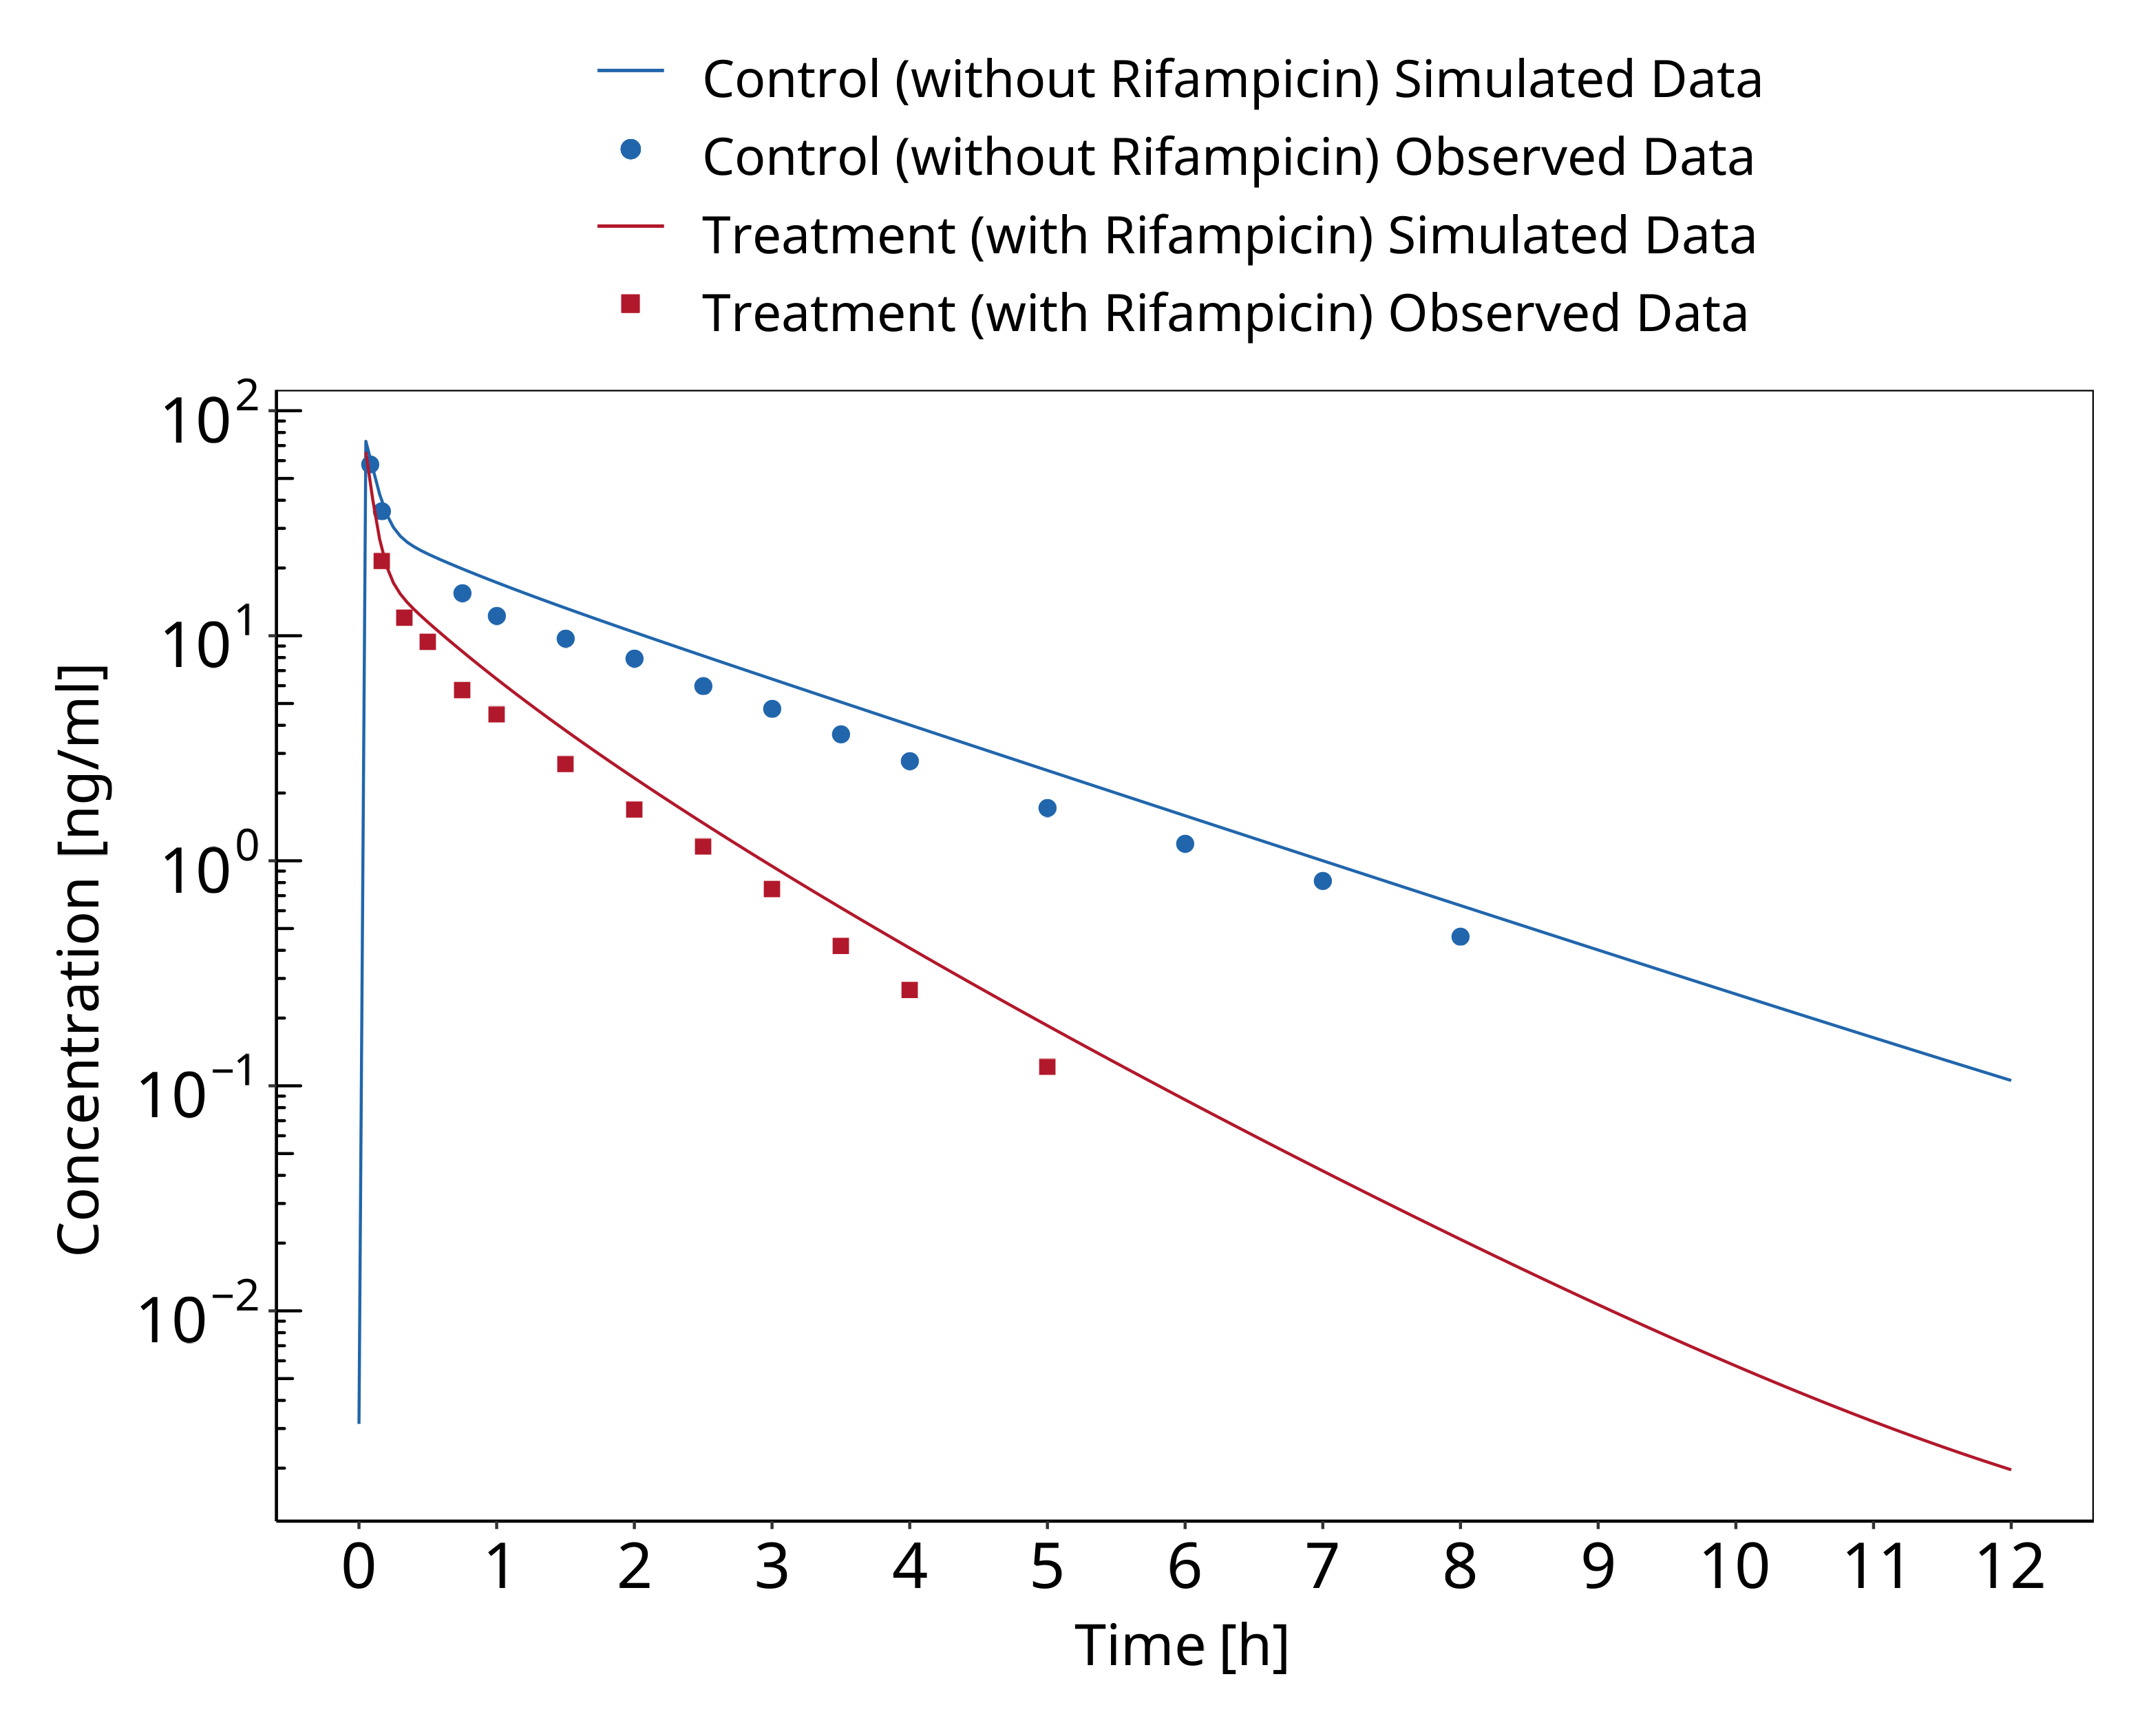 Control (without Rifampicin) Simulated Data
Control (without Rifampicin) Observed Data
Treatment (with Rifampicin) Simulated Data
Treatment (with Rifampicin) Observed Data
10²
10¹
10⁰
10⁻¹
10⁻²
Concentration [ng/ml]
0 1 2 3 4 5 6 7 8 9 10 11 12
Time [h]